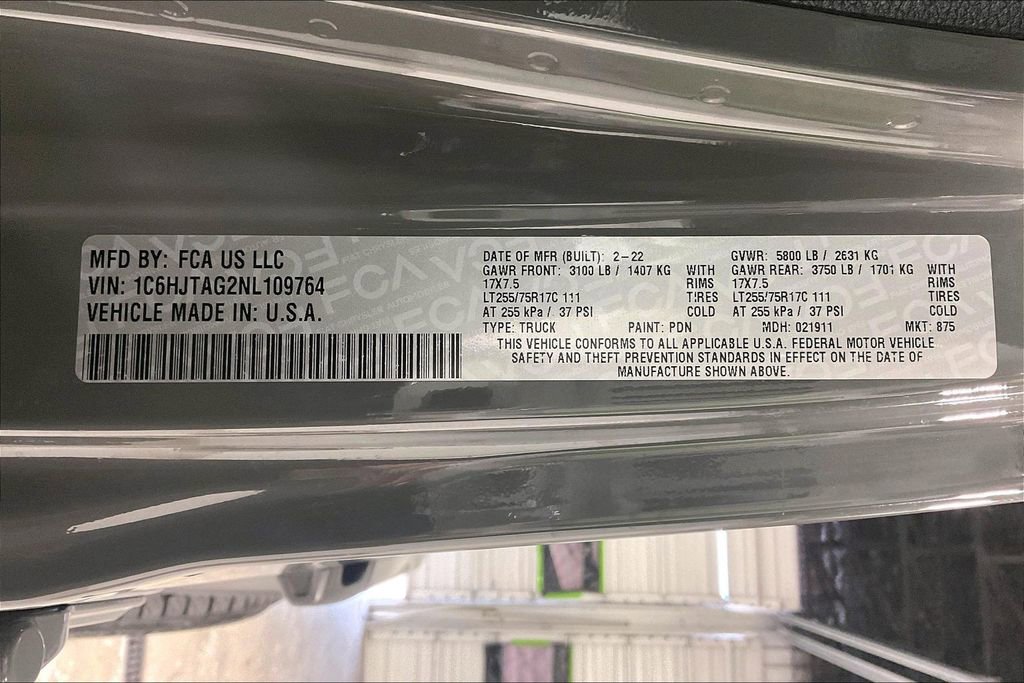 MFD BY: FCA US LLC
VIN: 1C6HJTAG2NL109764
VEHICLE MADE IN: U.S.A.
DATE OF MFR (BUILT): 2-22 GVWR: 5800 LB / 2631 KG
GAWR FRONT: 3100 LB / 1407 KG WITH GAWR REAR: 3750 LB / 1701 KG WITH
17X7.5 RIMS 17X7.5 RIMS
LT255/75R17C 111 TIRES LT255/75R17C 111 TIRES
AT 255 kPa / 37 PSI COLD AT 255 kPa / 37 PSI COLD
TYPE: TRUCK PAINT: PDN MDH: 021911 MKT: 875
THIS VEHICLE CONFORMS TO ALL APPLICABLE U.S.A. FEDERAL MOTOR VEHICLE
SAFETY AND THEFT PREVENTION STANDARDS IN EFFECT ON THE DATE OF
MANUFACTURE SHOWN ABOVE.